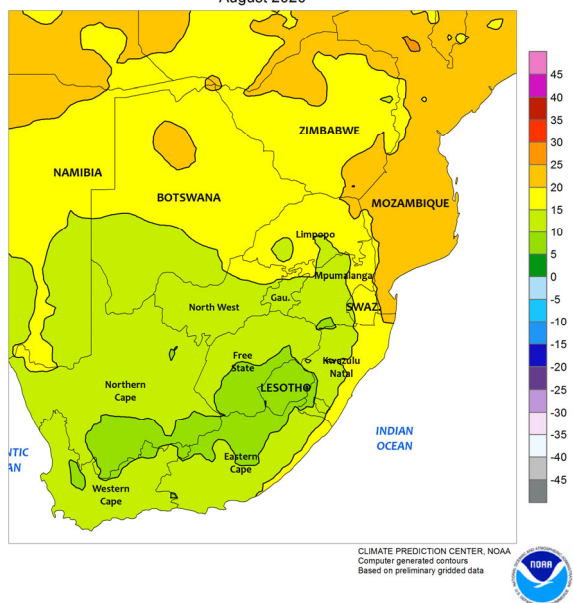 August 2020
ZIMBABWE
NAMIBIA
BOTSWANA
MOZAMBIQUE
Limpopo
Mpumalanga
North West
Gau.
SWAZ.
Free
State
Kwazulu
Natal
LESOTHO
Northern
Cape
INDIAN
OCEAN
NTIC
AN
Eastern
Cape
Western
Cape
45
40
35
30
25
20
15
10
5
0
-5
-10
-15
-20
-25
-30
-35
-40
-45
CLIMATE PREDICTION CENTER, NOAA
Computer generated contours
Based on preliminary gridded data
NOAA